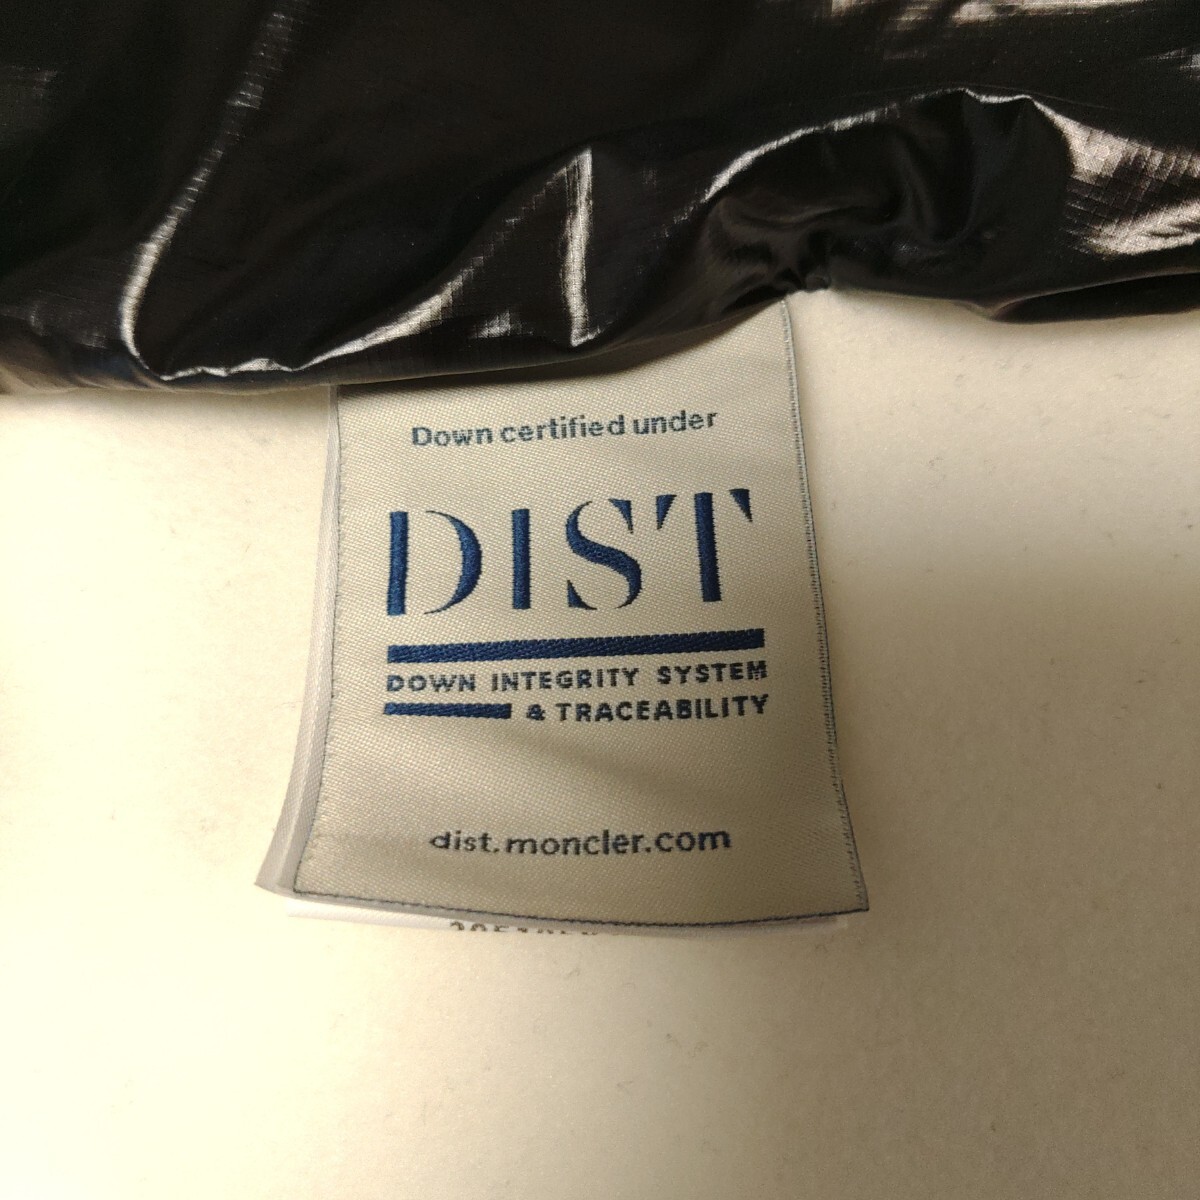 Down certified under
DIST
DOWN INTEGRITY SYSTEM
& TRACEABILITY
dist.moncler.com